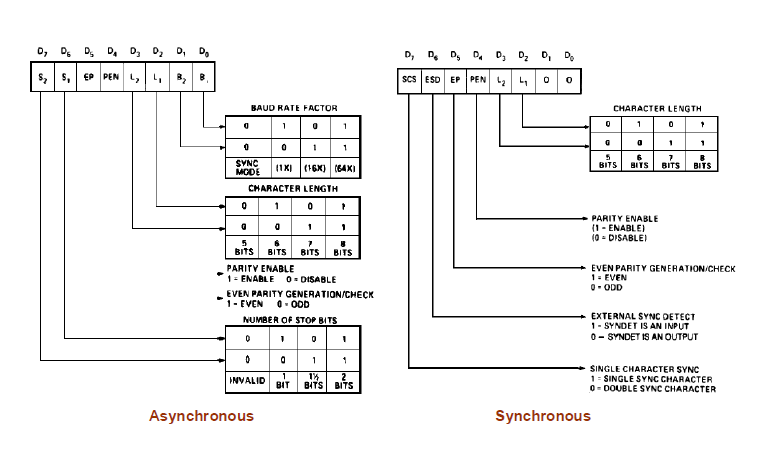 D7 D6 D5 D4 D3 D2 D1 D0
S2 S1 EP PEN L2 L1 B2 B1
BAUD RATE FACTOR
0 1 0 1
0 0 1 1
SYNC MODE (1X) (16X) (64X)
CHARACTER LENGTH
0 1 0 1
0 0 1 1
5 BITS 6 BITS 7 BITS 8 BITS
PARITY ENABLE
1 = ENABLE 0 = DISABLE
EVEN PARITY GENERATION/CHECK
1 - EVEN 0 = ODD
NUMBER OF STOP BITS
0 1 0 1
0 0 1 1
INVALID 1 BIT 1½ BITS 2 BITS
Asynchronous
D7 D6 D5 D4 D3 D2 D1 D0
SCS ESD EP PEN L2 L1 0 0
CHARACTER LENGTH
0 1 0 1
0 0 1 1
5 BITS 6 BITS 7 BITS 8 BITS
PARITY ENABLE
(1 - ENABLE)
(0 = DISABLE)
EVEN PARITY GENERATION/CHECK
1 = EVEN
0 = ODD
EXTERNAL SYNC DETECT
1 - SYNDET IS AN INPUT
0 - SYNDET IS AN OUTPUT
SINGLE CHARACTER SYNC
1 = SINGLE SYNC CHARACTER
0 = DOUBLE SYNC CHARACTER
Synchronous